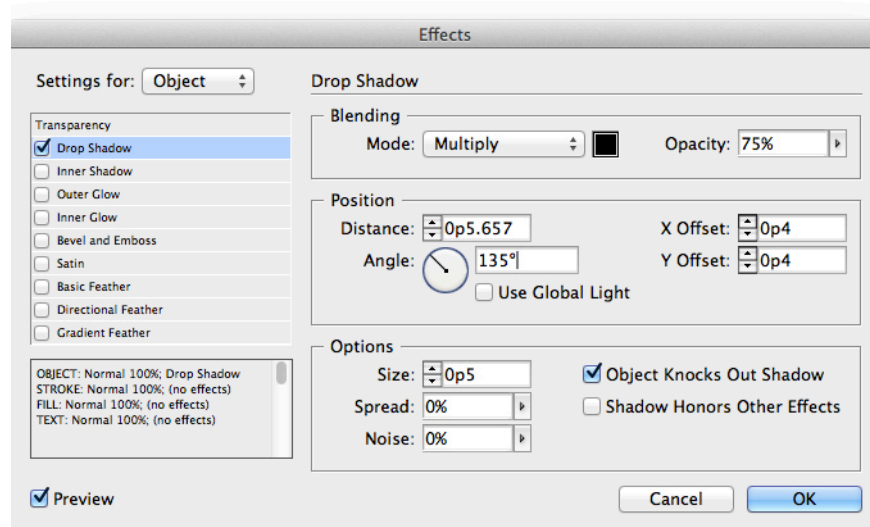 Effects
Settings for: Object
Transparency
Drop Shadow
Inner Shadow
Outer Glow
Inner Glow
Bevel and Emboss
Satin
Basic Feather
Directional Feather
Gradient Feather
OBJECT: Normal 100%; Drop Shadow
STROKE: Normal 100%; (no effects)
FILL: Normal 100%; (no effects)
TEXT: Normal 100%; (no effects)
Preview
Drop Shadow
Blending
Mode: Multiply Opacity: 75%
Position
Distance: 0p5.657 X Offset: 0p4
Angle: 135° Y Offset: 0p4
Use Global Light
Options
Size: 0p5 Object Knocks Out Shadow
Spread: 0% Shadow Honors Other Effects
Noise: 0%
Cancel OK